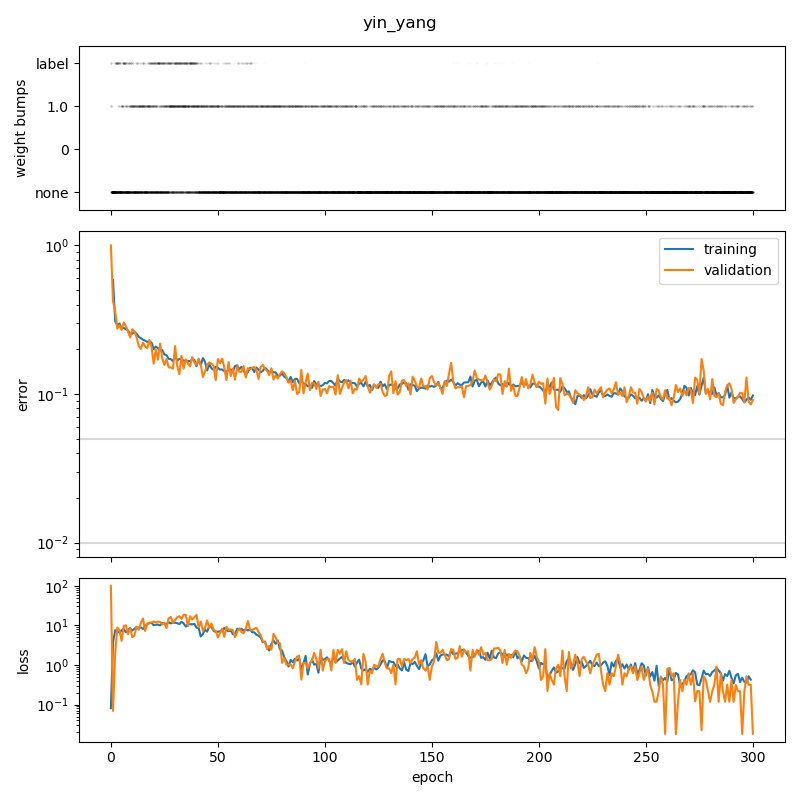 yin_yang
weight bumps
label
1.0
0
none
error
10^0
10^-1
10^-2
training
validation
loss
10^2
10^1
10^0
10^-1
0 50 100 150 200 250 300
epoch